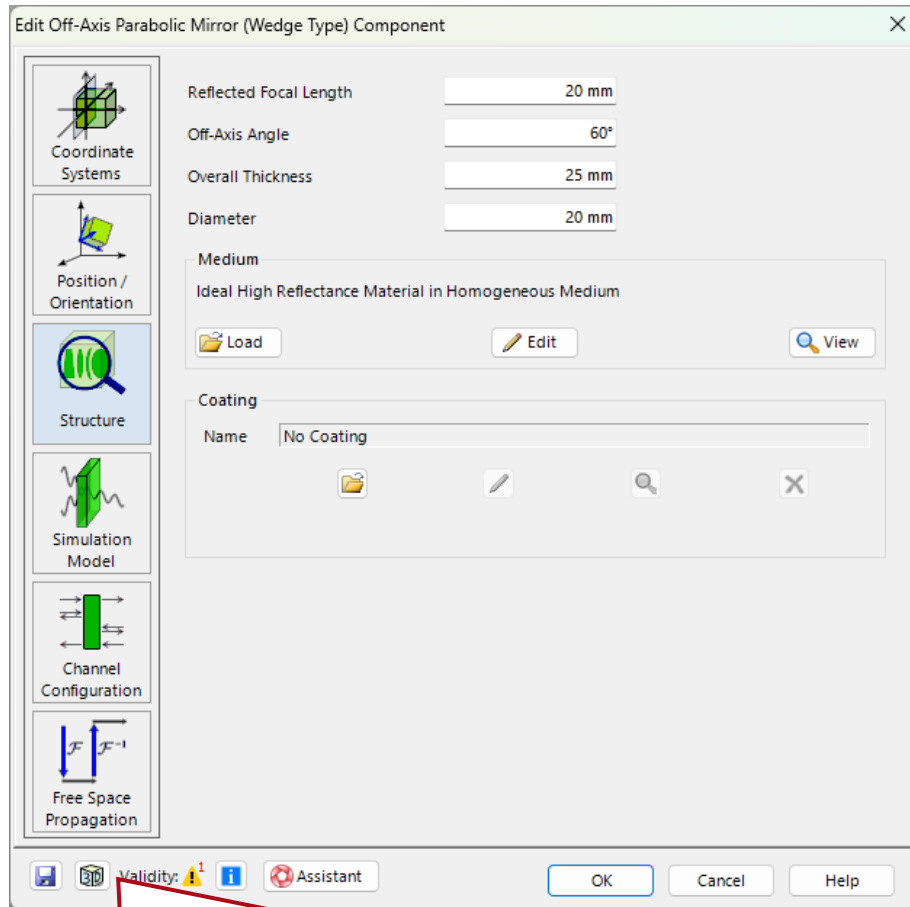 Edit Off-Axis Parabolic Mirror (Wedge Type) Component
Coordinate
Systems
Position /
Orientation
Structure
Simulation
Model
Channel
Configuration
ℱ ℱ⁻¹
Free Space
Propagation
Reflected Focal Length 20 mm
Off-Axis Angle 60°
Overall Thickness 25 mm
Diameter 20 mm
Medium
Ideal High Reflectance Material in Homogeneous Medium
Load Edit View
Coating
Name No Coating
3D Validity: 1 i Assistant OK Cancel Help